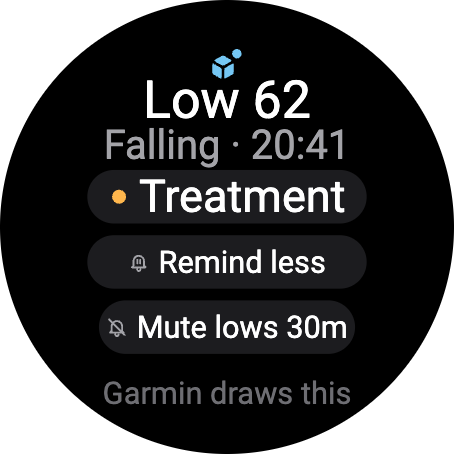 Low 62
Falling · 20:41
Treatment
Remind less
Mute lows 30m
Garmin draws this